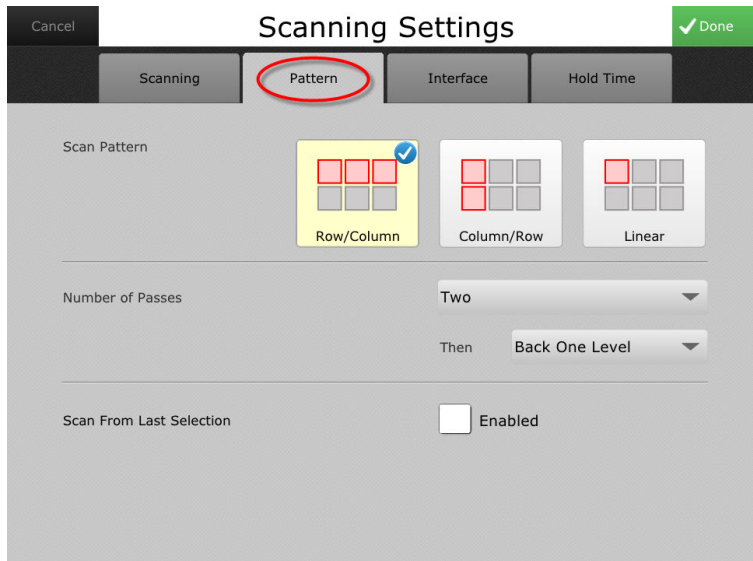 Cancel
Scanning Settings
Done
Scanning
Pattern
Interface
Hold Time
Scan Pattern
Row/Column
Column/Row
Linear
Number of Passes
Two
Then
Back One Level
Scan From Last Selection
Enabled